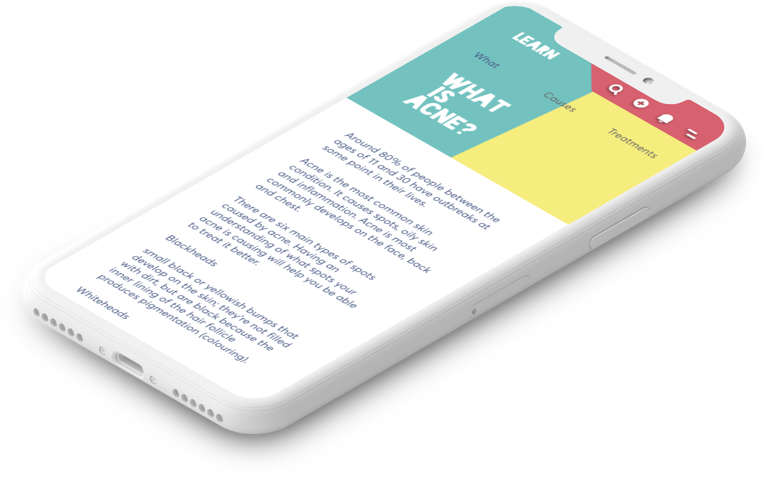 LEARN
What
Causes
Treatments
WHAT
IS
ACNE?
Around 80% of people between the
ages of 11 and 30 have outbreaks at
some point in their lives.
Acne is the most common skin
condition. It causes spots, oily skin
and inflammation. Acne is most
commonly develops on the face, back
and chest.
There are six main types of spots
caused by acne. Having an
understanding of what spots your
acne is causing will help you be able
to treat it better.
Blackheads
small black or yellowish bumps that
develop on the skin; they're not filled
with dirt, but are black because the
inner lining of the hair follicle
produces pigmentation (colouring).
Whiteheads